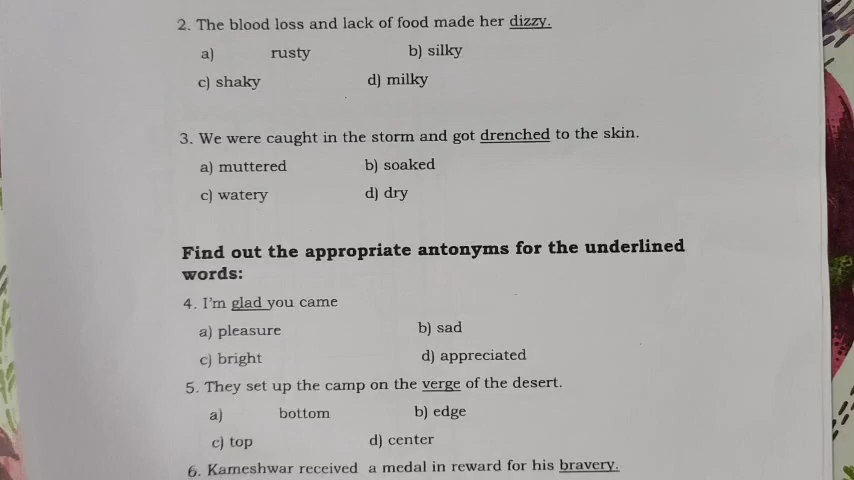 2. The blood loss and lack of food made her dizzy.
a) rusty b) silky
c) shaky d) milky
3. We were caught in the storm and got drenched to the skin.
a) muttered b) soaked
c) watery d) dry
Find out the appropriate antonyms for the underlined
words:
4. I'm glad you came
a) pleasure b) sad
c) bright d) appreciated
5. They set up the camp on the verge of the desert.
a) bottom b) edge
c) top d) center
6. Kameshwar received a medal in reward for his bravery.